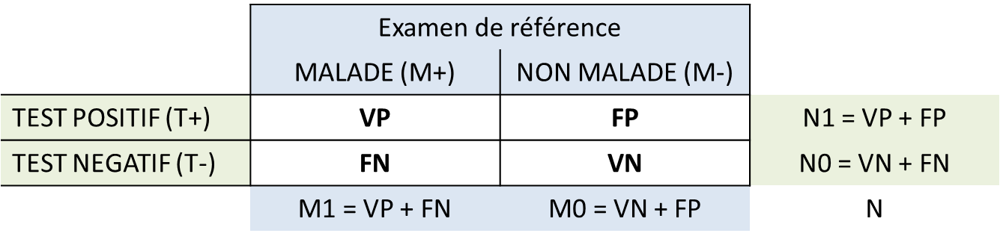 Examen de référence
MALADE (M+) NON MALADE (M-)
TEST POSITIF (T+) VP FP N1 = VP + FP
TEST NEGATIF (T-) FN VN N0 = VN + FN
M1 = VP + FN M0 = VN + FP N